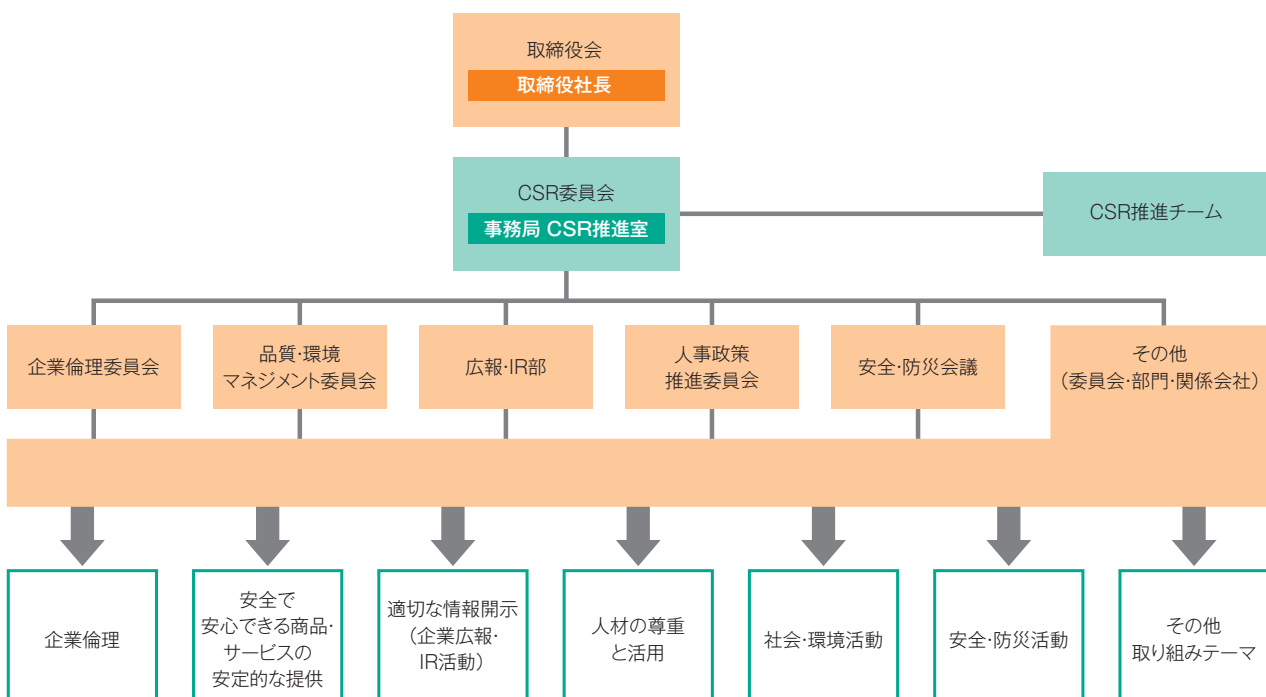 取締役会
取締役社長
CSR委員会
事務局 CSR推進室
CSR推進チーム
企業倫理委員会
品質・環境
マネジメント委員会
広報・IR部
人事政策
推進委員会
安全・防災会議
その他
（委員会・部門・関係会社）
企業倫理
安全で
安心できる商品・
サービスの
安定的な提供
適切な情報開示
（企業広報・
IR活動）
人材の尊重
と活用
社会・環境活動
安全・防災活動
その他
取り組みテーマ